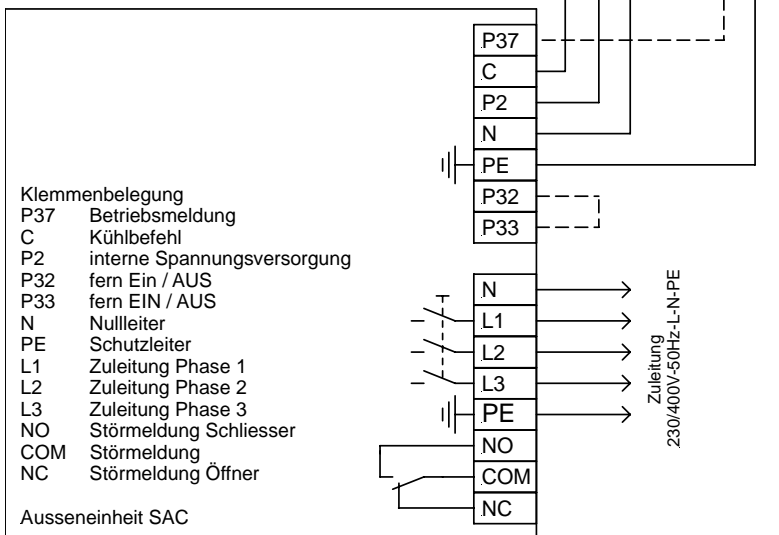 P37
C
P2
N
PE
P32
P33
Klemmenbelegung
P37 Betriebsmeldung
C Kühlbefehl
P2 interne Spannungsversorgung
P32 fern Ein / AUS
P33 fern EIN / AUS
N Nullleiter
PE Schutzleiter
L1 Zuleitung Phase 1
L2 Zuleitung Phase 2
L3 Zuleitung Phase 3
NO Störmeldung Schliesser
COM Störmeldung
NC Störmeldung Öffner
Ausseneinheit SAC
N
L1
L2
L3
PE
NO
COM
NC
Zuleitung
230/400V-50Hz-L-N-PE